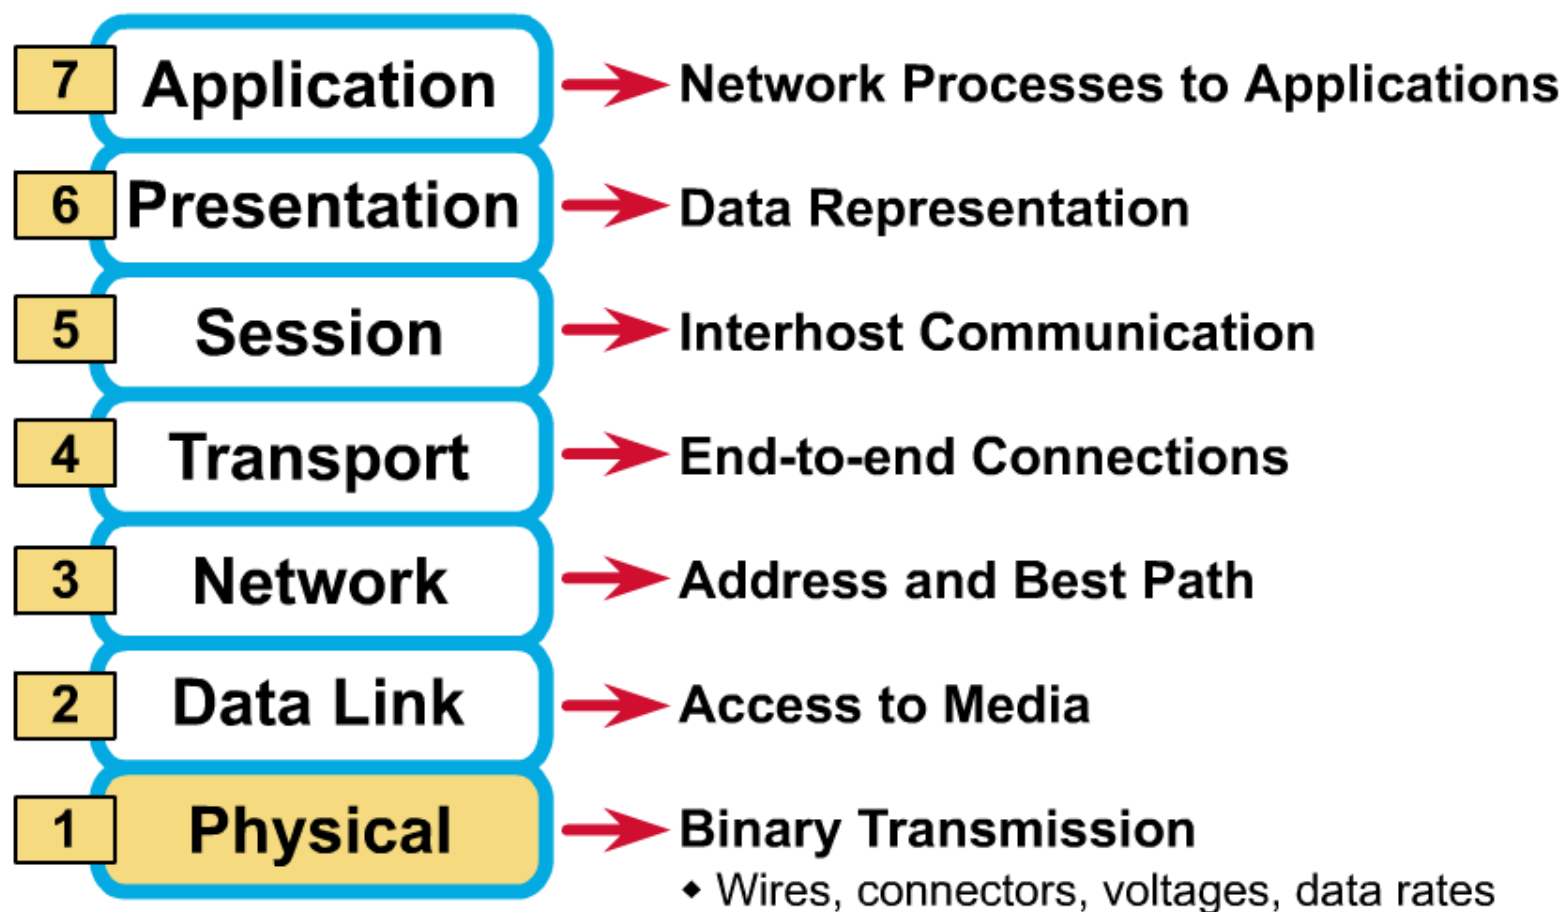 7 Application Network Processes to Applications
6 Presentation Data Representation
5 Session Interhost Communication
4 Transport End-to-end Connections
3 Network Address and Best Path
2 Data Link Access to Media
1 Physical Binary Transmission
◆ Wires, connectors, voltages, data rates